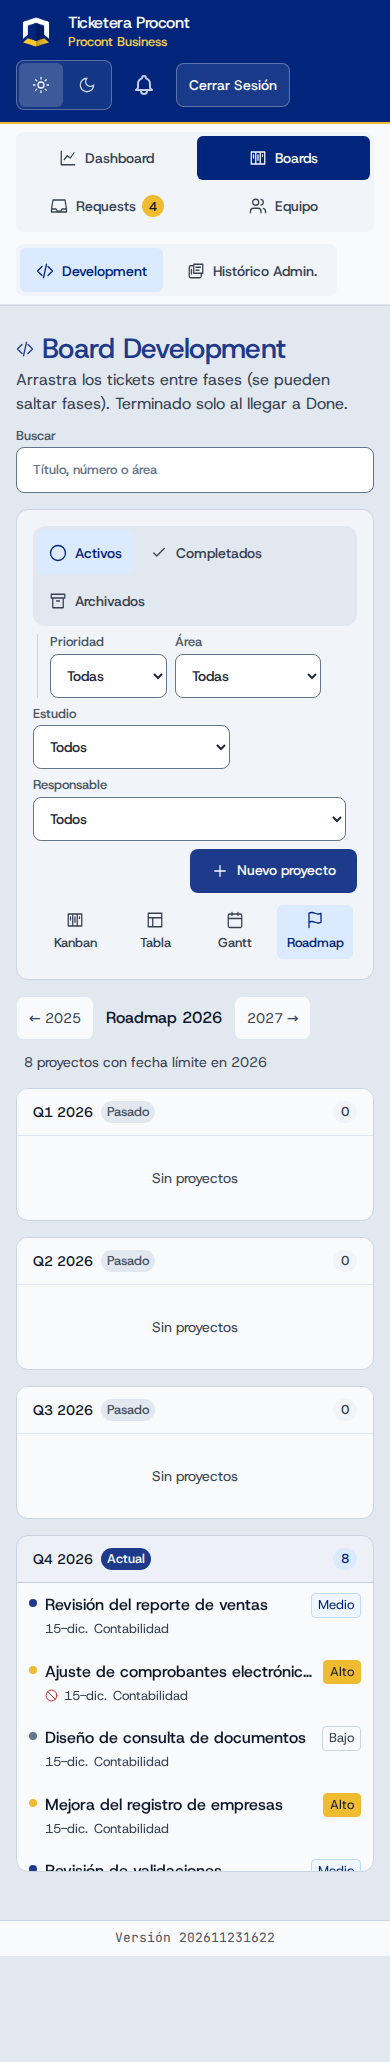 Ticketera Procont
Procont Business
Cerrar Sesión
Dashboard
Boards
Requests 4
Equipo
Development
Histórico Admin.
Board Development
Arrastra los tickets entre fases (se pueden
saltar fases). Terminado solo al llegar a Done.
Buscar
Título, número o área
Activos
Completados
Archivados
Prioridad
Área
Todas
Todas
Estudio
Todos
Responsable
Todos
Nuevo proyecto
Kanban
Tabla
Gantt
Roadmap
← 2025
Roadmap 2026
2027 →
8 proyectos con fecha límite en 2026
Q1 2026 Pasado 0
Sin proyectos
Q2 2026 Pasado 0
Sin proyectos
Q3 2026 Pasado 0
Sin proyectos
Q4 2026 Actual 8
Revisión del reporte de ventas Medio
15-dic. Contabilidad
Ajuste de comprobantes electrónic... Alto
15-dic. Contabilidad
Diseño de consulta de documentos Bajo
15-dic. Contabilidad
Mejora del registro de empresas Alto
15-dic. Contabilidad
Revisión de validaciones Medio
Versión 202611231622